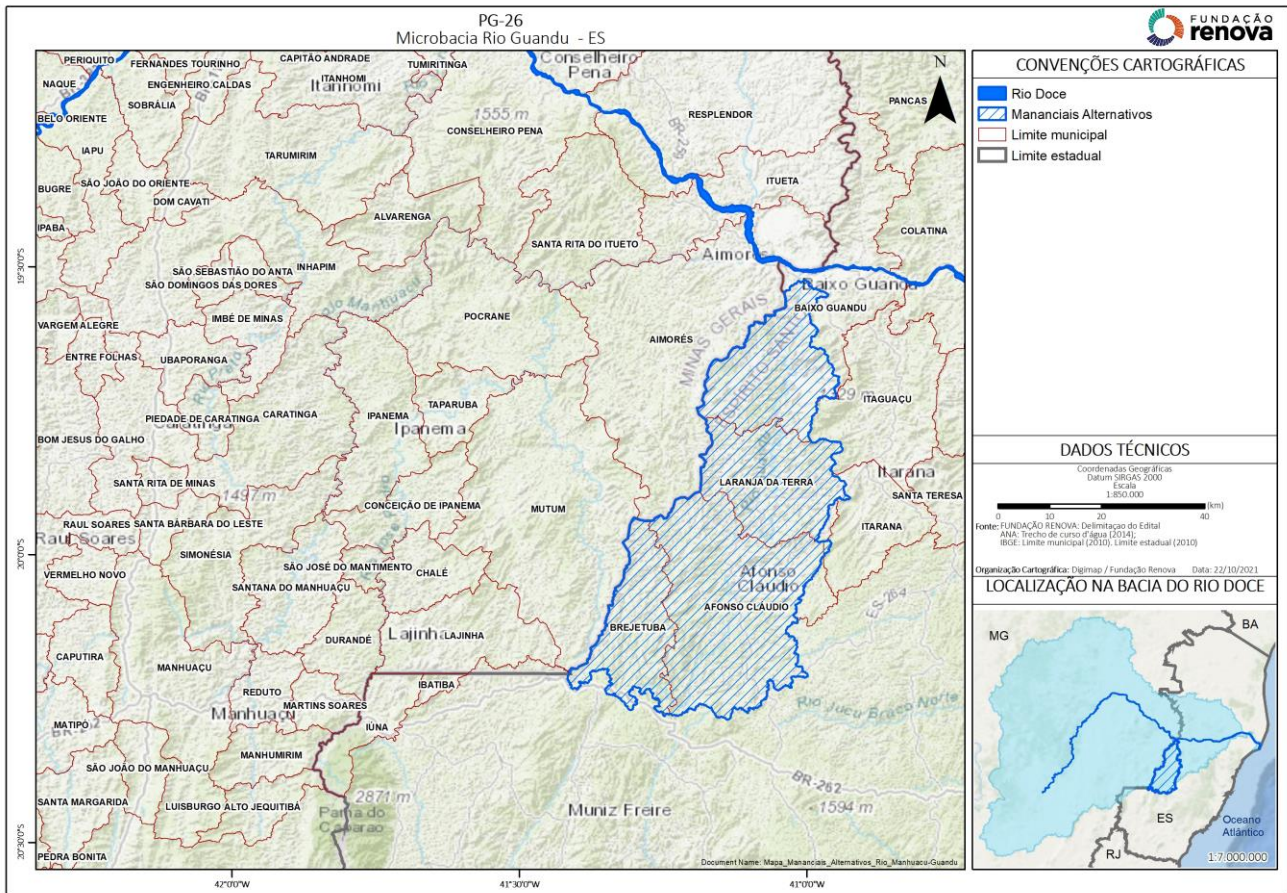 PG-26
Microbacia Rio Guandu - ES
FUNDAÇÃO
renova
PERIQUITO
FERNANDES TOURINHO
CAPITÃO ANDRADE
TUMIRITINGA
Conselheiro
Pena
N
NAQUE
ENGENHEIRO CALDAS
ITANHOMI
Itanhomi
SOBRÁLIA
BELO ORIENTE
1555 m
BR-259
RESPLENDOR
PANCAS
CONSELHEIRO PENA
IAPU
TARUMIRIM
BUGRE
SÃO JOÃO DO ORIENTE
DOM CAVATI
ITUETA
IPABA
ALVARENGA
SANTA RITA DO ITUETO
COLATINA
Aimorés
19°30'0"S
SÃO SEBASTIÃO DO ANTA
INHAPIM
SÃO DOMINGOS DAS DORES
Baixo Guandu
BAIXO GUANDU
VARGEM ALEGRE
IMBÉ DE MINAS
POCRANE
AIMORÉS
MINAS GERAIS
ESPIRITO SANTO
ENTRE FOLHAS
UBAPORANGA
TAPARUBA
ITAGUAÇU
PIEDADE DE CARATINGA
CARATINGA
Caratinga
IPANEMA
Ipanema
BOM JESUS DO GALHO
Itarana
SANTA RITA DE MINAS
1497 m
LARANJA DA TERRA
SANTA TERESA
CONCEIÇÃO DE IPANEMA
MUTUM
RAUL SOARES
SANTA BÁRBARA DO LESTE
ITARANA
Raul Soares
20°0'0"S
SIMONÉSIA
SÃO JOSÉ DO MANTIMENTO
VERMELHO NOVO
CHALÉ
Afonso
Cláudio
SANTANA DO MANHUAÇU
AFONSO CLÁUDIO
ES-264
BREJETUBA
DURANDÉ
Lajinha
LAJINHA
CAPUTIRA
MANHUAÇU
REDUTO
IBATIBA
MARTINS SOARES
Manhuaçu
Rio Jucu Braço Norte
MATIPÓ
IÚNA
BR-262
MANHUMIRIM
SÃO JOÃO DO MANHUAÇU
BR-262
SANTA MARGARIDA
LUISBURGO
ALTO JEQUITIBÁ
2871 m
Muniz Freire
1594 m
20°30'0"S
PEDRA BONITA
Document Name: Mapa_Mananciais_Alternativos_Rio_Manhuacu-Guandu
42°0'0"W
41°30'0"W
41°0'0"W
CONVENÇÕES CARTOGRÁFICAS
Rio Doce
Mananciais Alternativos
Limite municipal
Limite estadual
DADOS TÉCNICOS
Coordenadas Geográficas
Datum SIRGAS 2000
Escala
1:850.000
(km)
0 10 20 40
Fonte: FUNDAÇÃO RENOVA: Delimitaçao do Edital
ANA: Trecho de curso d'água (2014);
IBGE: Limite municipal (2010). Limite estadual (2010)
Organização Cartográfica: Digimap / Fundação Renova Data: 22/10/2021
LOCALIZAÇÃO NA BACIA DO RIO DOCE
MG
BA
ES
Oceano
Atlântico
RJ
1:7.000.000